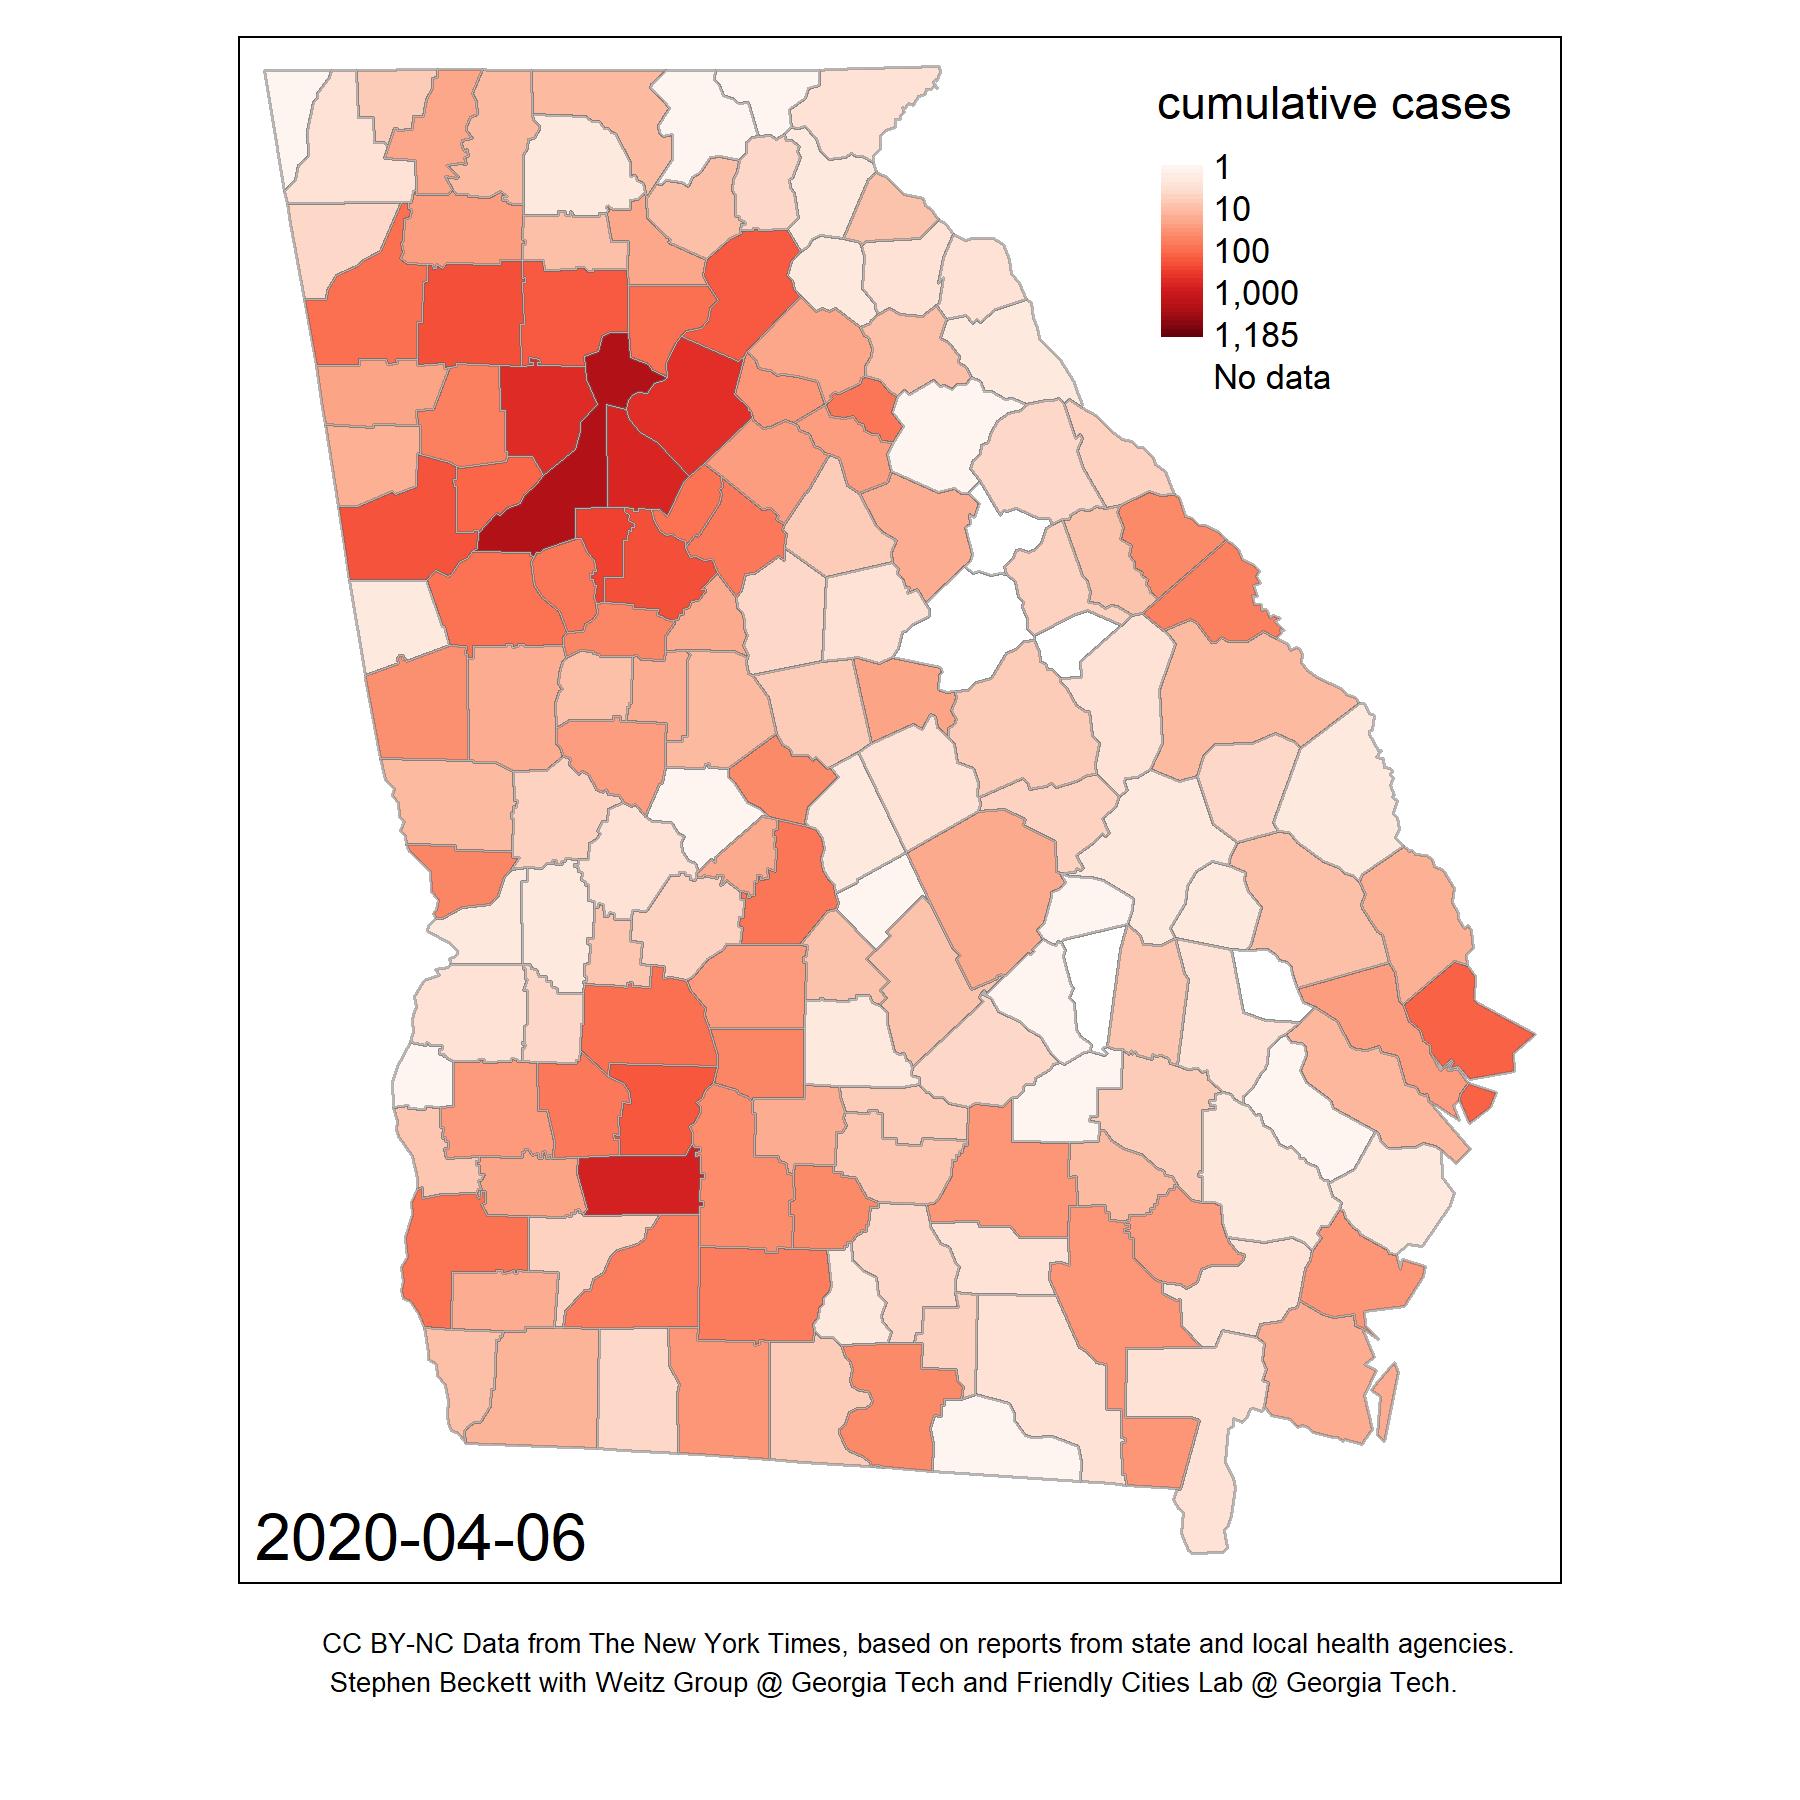 cumulative cases
1
10
100
1,000
1,185
No data
2020-04-06
CC BY-NC Data from The New York Times, based on reports from state and local health agencies.
Stephen Beckett with Weitz Group @ Georgia Tech and Friendly Cities Lab @ Georgia Tech.